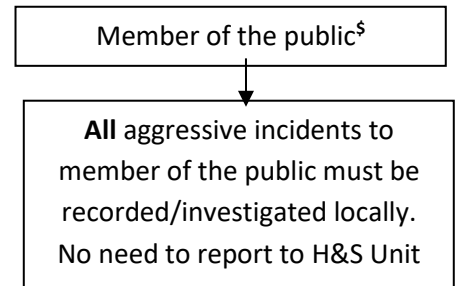 Member of the public$
All aggressive incidents to
member of the public must be
recorded/investigated locally.
No need to report to H&S Unit